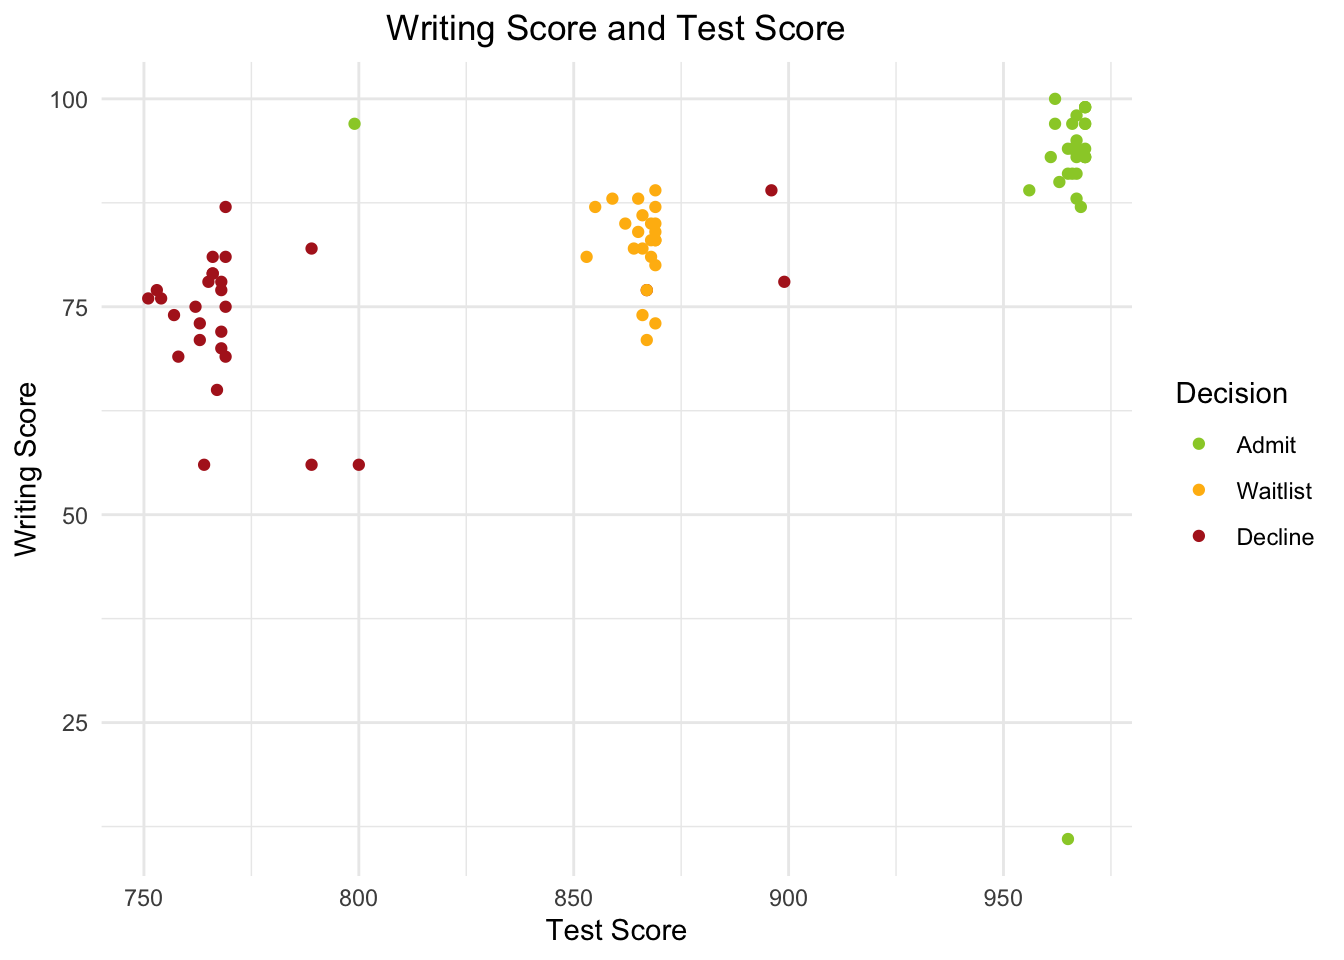 Writing Score and Test Score
100
75
50
25
Writing Score
750
800
850
900
950
Test Score
Decision
Admit
Waitlist
Decline